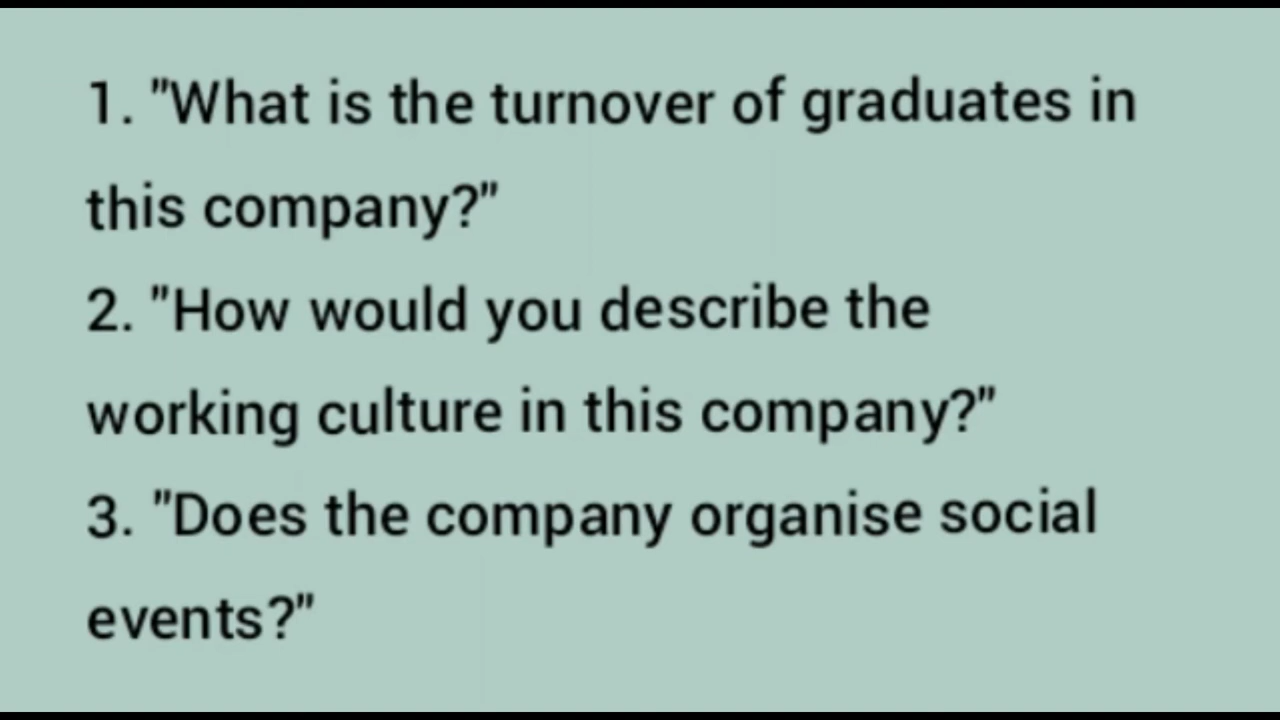 1. "What is the turnover of graduates in
this company?"
2. "How would you describe the
working culture in this company?"
3. "Does the company organise social
events?"